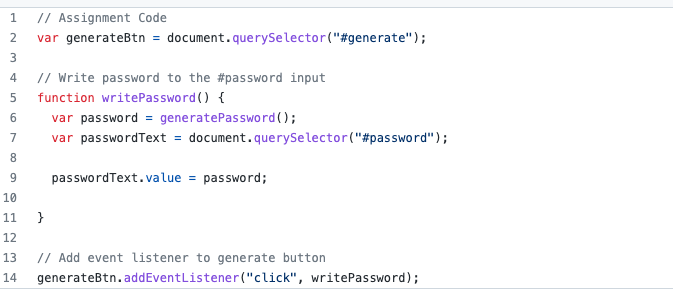 1 // Assignment Code
2 var generateBtn = document.querySelector("#generate");
3
4 // Write password to the #password input
5 function writePassword() {
6   var password = generatePassword();
7   var passwordText = document.querySelector("#password");
8
9   passwordText.value = password;
10
11 }
12
13 // Add event listener to generate button
14 generateBtn.addEventListener("click", writePassword);